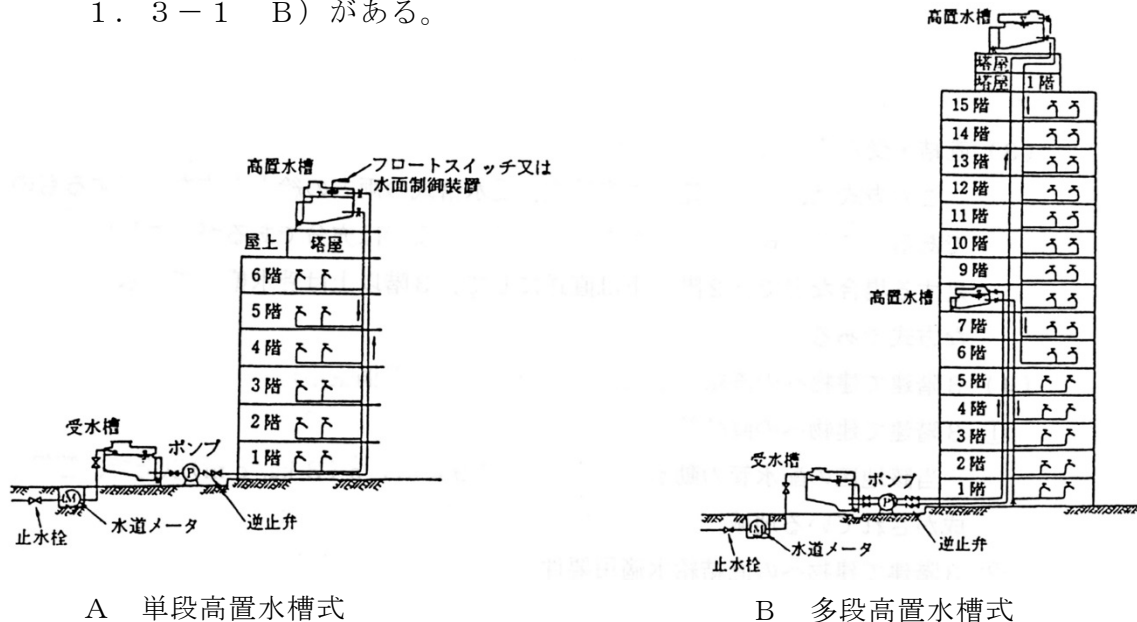 1．3－1　B）がある。
高置水槽
フロートスイッチ又は
水面制御装置
屋上
塔屋
6階
5階
4階
3階
2階
1階
受水槽
ポンプ
P
M
止水栓
水道メータ
逆止弁
A　単段高置水槽式
高置水槽
塔屋
塔屋 1階
15階
14階
13階
12階
11階
10階
9階
高置水槽
7階
6階
5階
4階
3階
2階
1階
受水槽
ポンプ
P
M
止水栓
水道メータ
逆止弁
B　多段高置水槽式